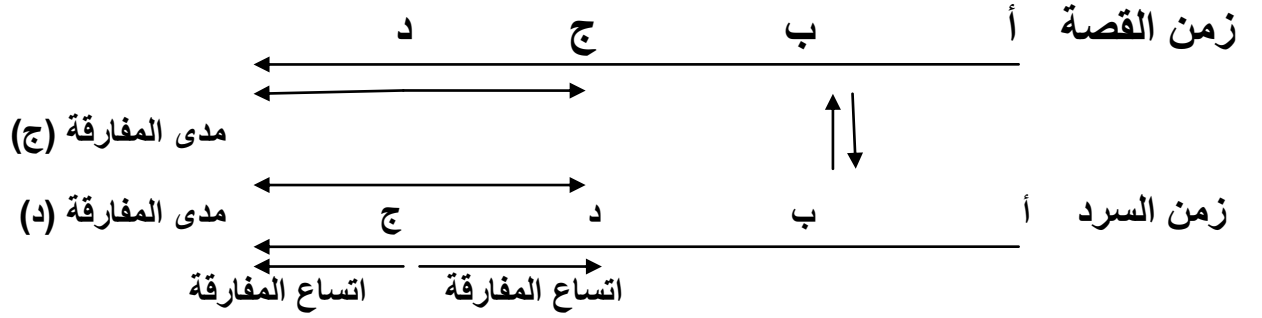 زمن القصة أ ب ج د
مدى المفارقة (ج)
زمن السرد أ ب د ج مدى المفارقة (د)
اتساع المفارقة اتساع المفارقة